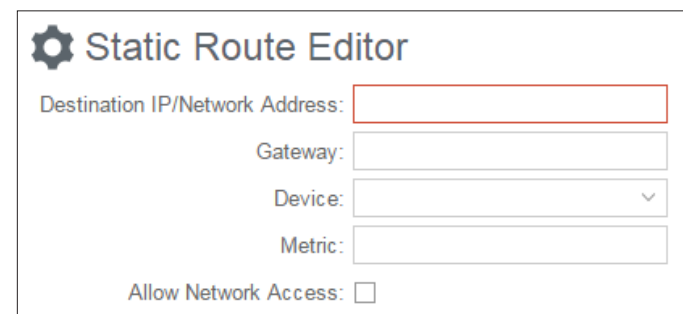 Static Route Editor
Destination IP/Network Address:
Gateway:
Device:
Metric:
Allow Network Access: